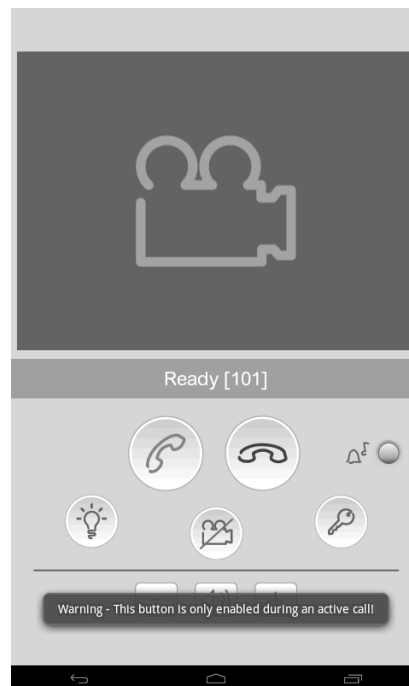 Ready [101]
Warning - This button is only enabled during an active call!